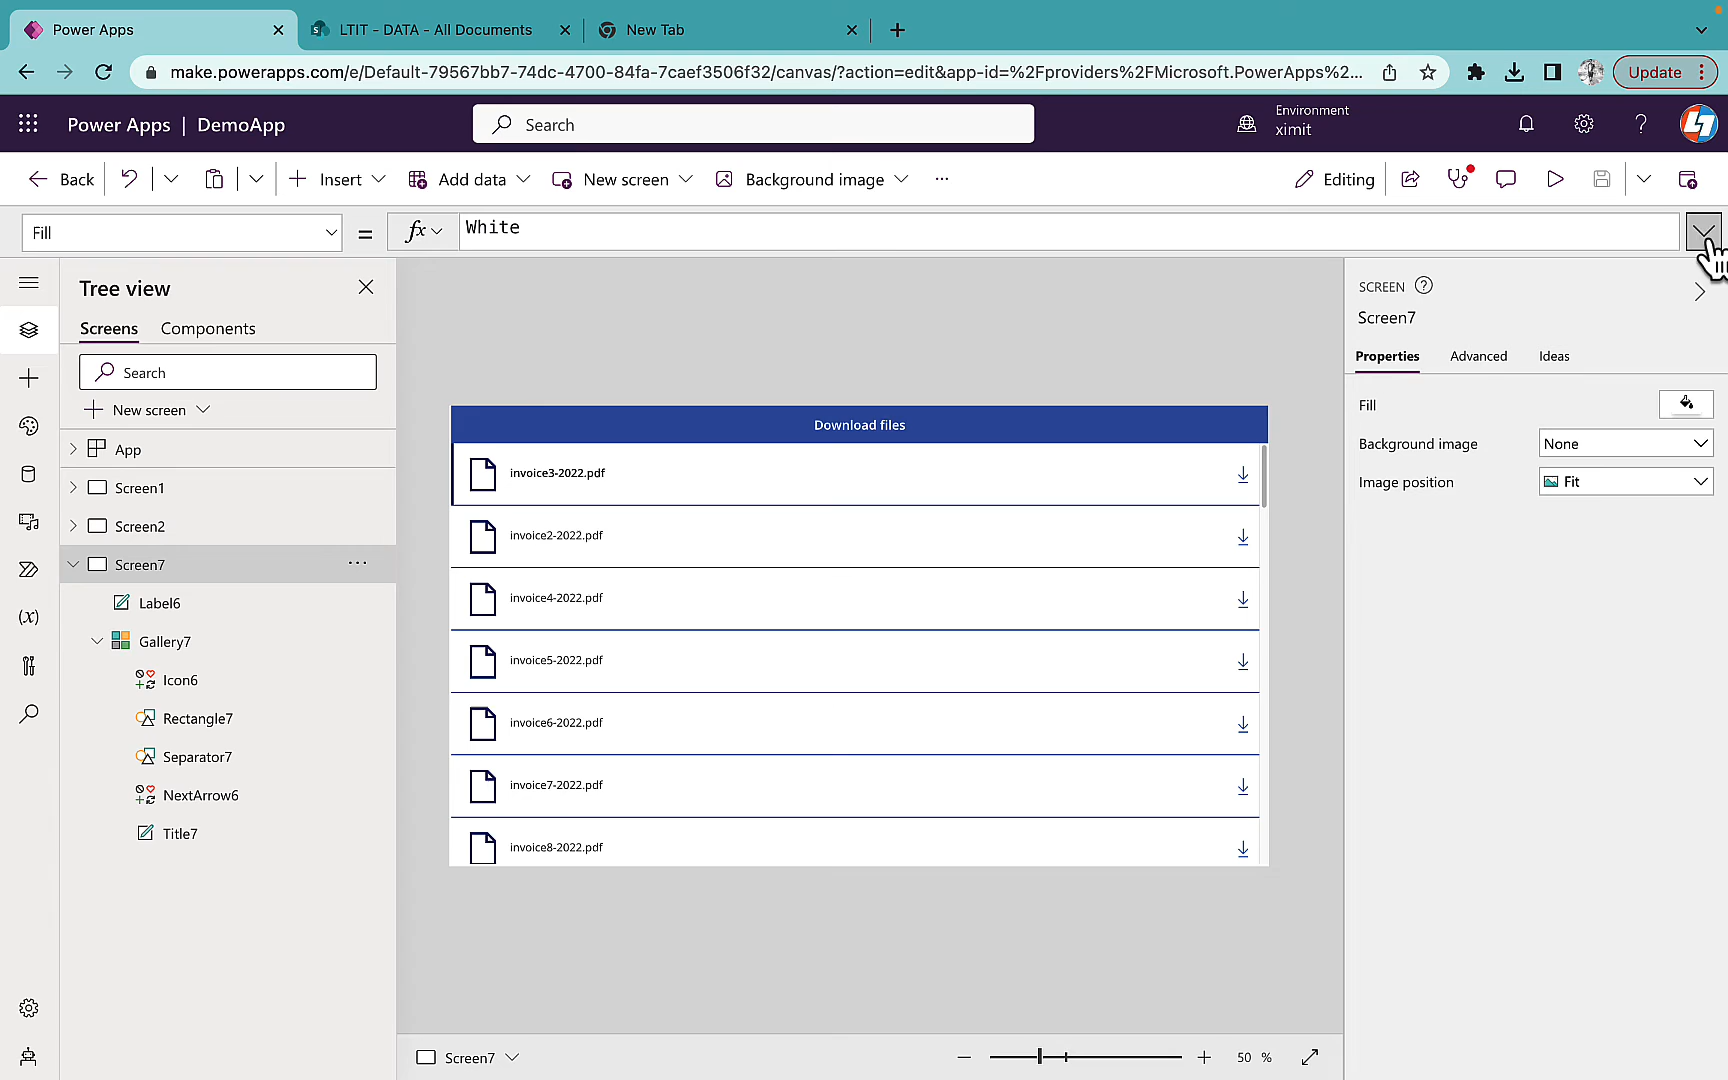 Power Apps
LTIT - DATA - All Documents
New Tab
make.powerapps.com/e/Default-79567bb7-74dc-4700-84fa-7caef3506f32/canvas/?action=edit&app-id=%2Fproviders%2FMicrosoft.PowerApps%2...
Update
Power Apps | DemoApp
Search
Environment
ximit
Back
Insert
Add data
New screen
Background image
Editing
Fill
=
fx
White
Tree view
Screens
Components
Search
New screen
App
Screen1
Screen2
Screen7
Label6
Gallery7
Icon6
Rectangle7
Separator7
NextArrow6
Title7
(x)
Download files
invoice3-2022.pdf
invoice2-2022.pdf
invoice4-2022.pdf
invoice5-2022.pdf
invoice6-2022.pdf
invoice7-2022.pdf
invoice8-2022.pdf
SCREEN
Screen7
Properties
Advanced
Ideas
Fill
Background image
None
Image position
Fit
Screen7
50 %